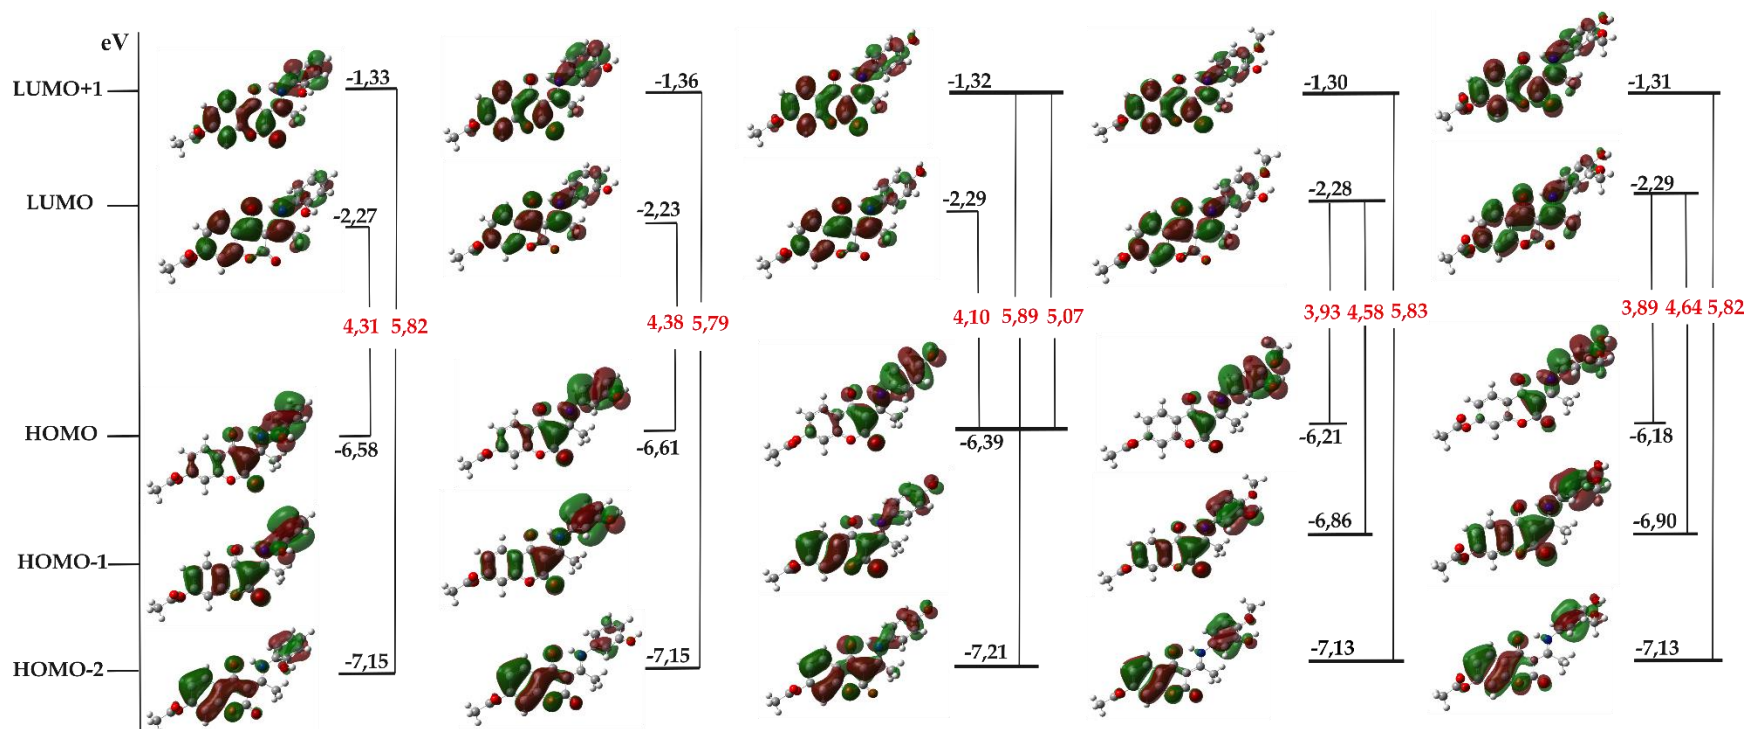 eV
LUMO+1
-1,33
-1,36
-1,32
-1,30
-1,31
LUMO
-2,27
-2,23
-2,29
-2,28
-2,29
4,31 5,82
4,38 5,79
4,10 5,89 5,07
3,93 4,58 5,83
3,89 4,64 5,82
HOMO
-6,58
-6,61
-6,39
-6,21
-6,18
HOMO-1
-6,86
-6,90
HOMO-2
-7,15
-7,15
-7,21
-7,13
-7,13